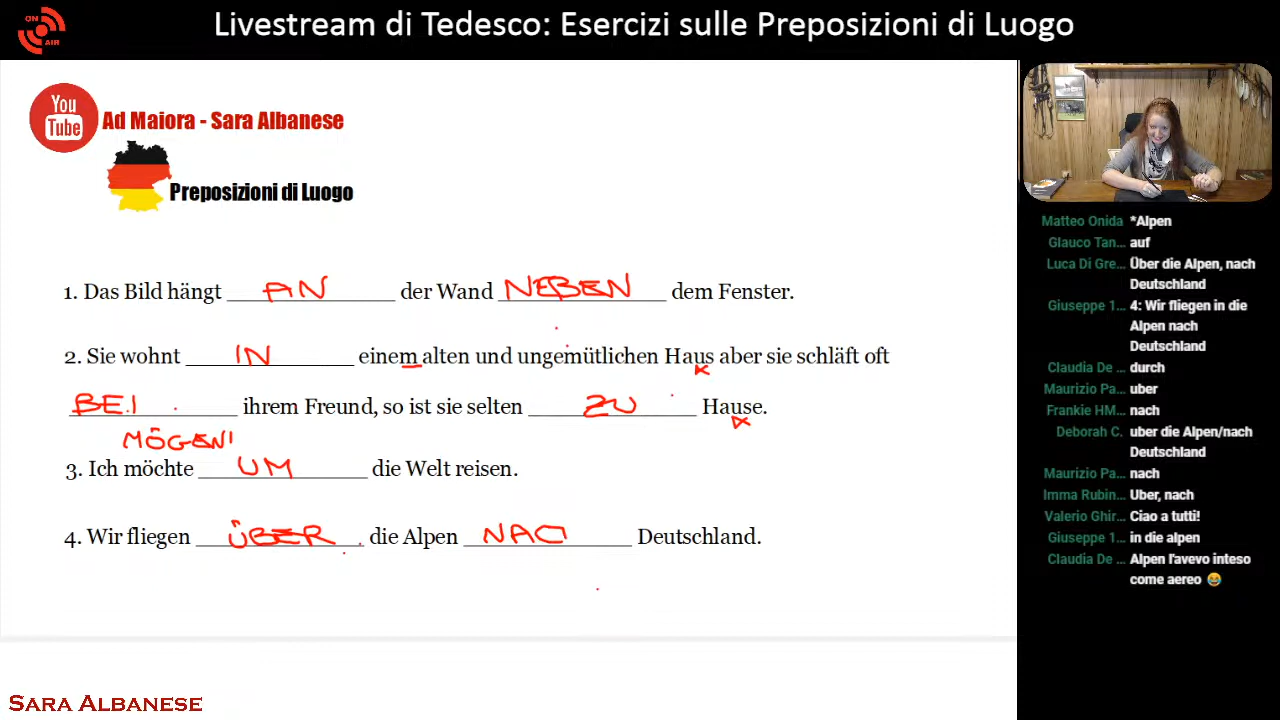 ON
AIR
Livestream di Tedesco: Esercizi sulle Preposizioni di Luogo
You
Tube
Ad Maiora - Sara Albanese
Preposizioni di Luogo
1. Das Bild hängt AN der Wand NEBEN dem Fenster.
2. Sie wohnt IN einem alten und ungemütlichen Haus aber sie schläft oft
BEI ihrem Freund, so ist sie selten ZU Hause.
MÖGEN
3. Ich möchte UM die Welt reisen.
4. Wir fliegen ÜBER die Alpen NAC Deutschland.
Matteo Onida *Alpen
Glauco Tan... auf
Luca Di Gre... Über die Alpen, nach
Deutschland
Giuseppe 1... 4: Wir fliegen in die
Alpen nach
Deutschland
Claudia De ... durch
Maurizio Pa... uber
Frankie HM... nach
Deborah C. uber die Alpen/nach
Deutschland
Maurizio Pa... nach
Imma Rubin... Uber, nach
Valerio Ghir... Ciao a tutti!
Giuseppe 1... in die alpen
Claudia De ... Alpen l'avevo inteso
come aereo 😂
SARA ALBANESE